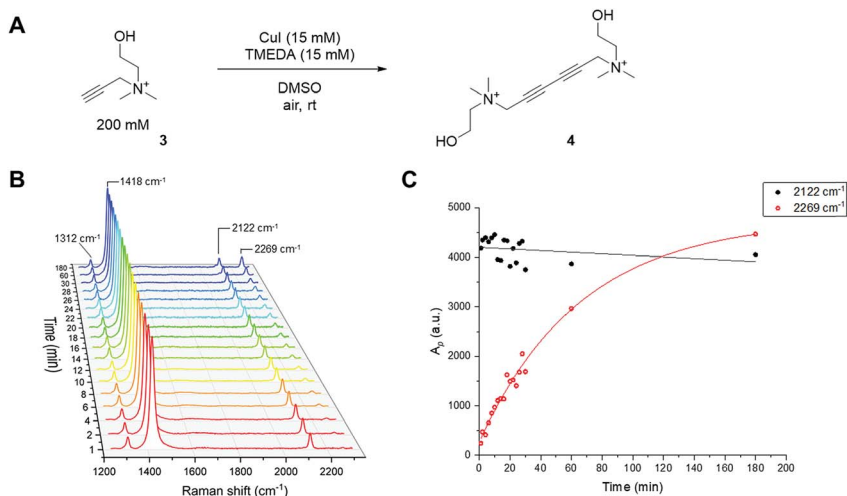 A
OH
N+
200 mM
3
CuI (15 mM)
TMEDA (15 mM)
DMSO
air, rt
OH
N+
N+
HO
4
B
1418 cm-1
1312 cm-1
2122 cm-1
2269 cm-1
Time (min)
180
60
30
28
26
24
22
20
18
16
14
12
10
8
6
4
2
1
1200 1400 1600 1800 2000 2200
Raman shift (cm-1)
C
2122 cm-1
2269 cm-1
Ap (a.u.)
5000
4500
4000
3000
2000
1000
0
0 20 40 60 80 100 120 140 160 180 200
Time (min)